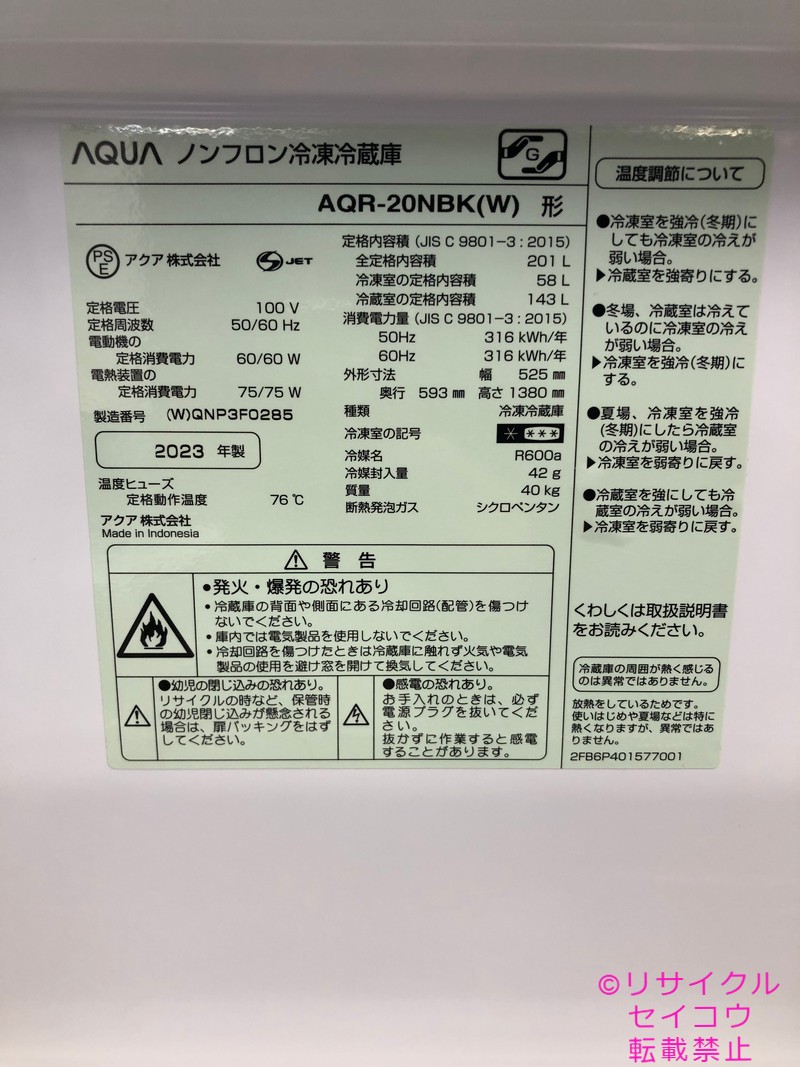 AQUA ノンフロン冷凍冷蔵庫
G
AQR-20NBK(W) 形
PS
E
アクア 株式会社
S JET
定格電圧 100 V
定格周波数 50/60 Hz
電動機の
定格消費電力 60/60 W
電熱装置の
定格消費電力 75/75 W
製造番号 (W)QNP3F0285
2023 年製
温度ヒューズ
定格動作温度 76 ℃
アクア 株式会社
Made in Indonesia
定格内容積 (JIS C 9801-3 : 2015)
全定格内容積 201 L
冷凍室の定格内容積 58 L
冷蔵室の定格内容積 143 L
消費電力量 (JIS C 9801-3 : 2015)
50Hz 316 kWh/年
60Hz 316 kWh/年
外形寸法 幅 525 ㎜
奥行 593 ㎜ 高さ 1380 ㎜
種類 冷凍冷蔵庫
冷凍室の記号 * ***
冷媒名 R600a
冷媒封入量 42 g
質量 40 kg
断熱発泡ガス シクロペンタン
⚠ 警 告
●発火・爆発の恐れあり
・冷蔵庫の背面や側面にある冷却回路(配管)を傷つけ
ないでください。
・庫内では電気製品を使用しないでください。
・冷却回路を傷つけたときは冷蔵庫に触れず火気や電気
製品の使用を避け窓を開けて換気してください。
●幼児の閉じ込みの恐れあり。
リサイクルの時など、保管時
の幼児閉じ込みが懸念される
場合は、扉パッキングをはず
してください。
●感電の恐れあり。
お手入れのときは、必ず
電源プラグを抜いてくだ
さい。
抜かずに作業すると感電
することがあります。
温度調節について
●冷凍室を強冷(冬期)に
しても冷凍室の冷えが
弱い場合。
▶冷蔵室を強寄りにする。
●冬場、冷蔵室は冷えて
いるのに冷凍室の冷え
が弱い場合。
▶冷凍室を強冷(冬期)に
する。
●夏場、冷凍室を強冷
(冬期)にしたら冷蔵室
の冷えが弱い場合。
▶冷凍室を弱寄りに戻す。
●冷蔵室を強にしても冷
蔵室の冷えが弱い場合。
▶冷凍室を弱寄りに戻す。
くわしくは取扱説明書
をお読みください。
冷蔵庫の周囲が熱く感じる
のは異常ではありません。
放熱をしているためです。
使いはじめや夏場などは特に
熱くなりますが、異常ではあ
りません。
2FB6P401577001
©リサイクル
セイコウ
転載禁止